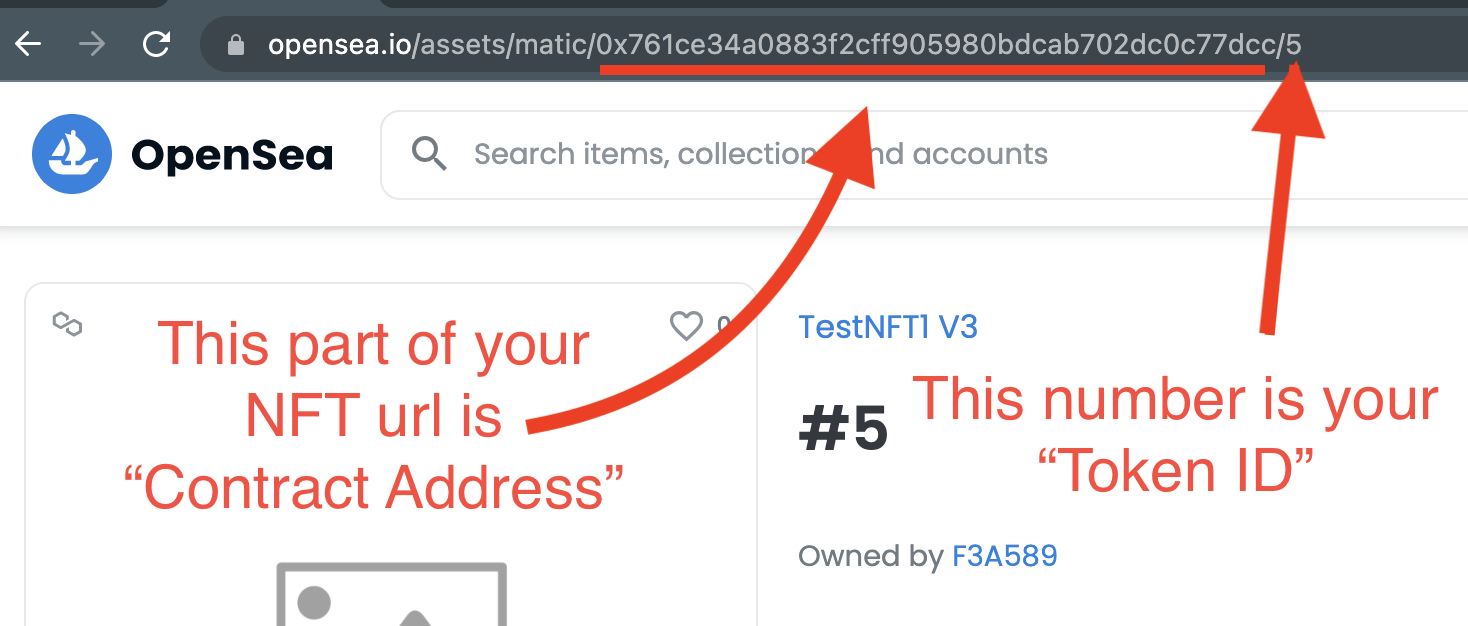 opensea.io/assets/matic/0x761ce34a0883f2cff905980bdcab702dc0c77dcc/5
OpenSea
Search items, collection nd accounts
0
This part of your
NFT url is
“Contract Address”
TestNFT1 V3
#5
This number is your
“Token ID”
Owned by F3A589